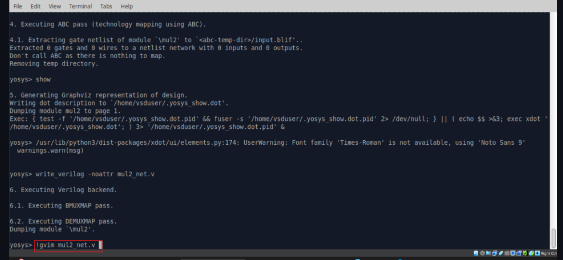 File Edit View Terminal Tabs Help
4. Executing ABC pass (technology mapping using ABC).
4.1. Extracting gate netlist of module `\mul2' to `<abc-temp-dir>/input.blif'..
Extracted 0 gates and 0 wires to a netlist network with 0 inputs and 0 outputs.
Don't call ABC as there is nothing to map.
Removing temp directory.
yosys> show
5. Generating Graphviz representation of design.
Writing dot description to `/home/vsduser/.yosys_show.dot'.
Dumping module mul2 to page 1.
Exec: { test -f '/home/vsduser/.yosys_show.dot.pid' && fuser -s '/home/vsduser/.yosys_show.dot.pid' 2> /dev/null; } || ( echo $$ >&3; exec xdot '
/home/vsduser/.yosys_show.dot'; ) 3> '/home/vsduser/.yosys_show.dot.pid' &
yosys> /usr/lib/python3/dist-packages/xdot/ui/elements.py:174: UserWarning: Font family 'Times-Roman' is not available, using 'Noto Sans 9'
warnings.warn(msg)
yosys> write_verilog -noattr mul2_net.v
6. Executing Verilog backend.
6.1. Executing BMUXMAP pass.
6.2. Executing DEMUXMAP pass.
Dumping module `\mul2'.
yosys> !gvim mul2_net.v